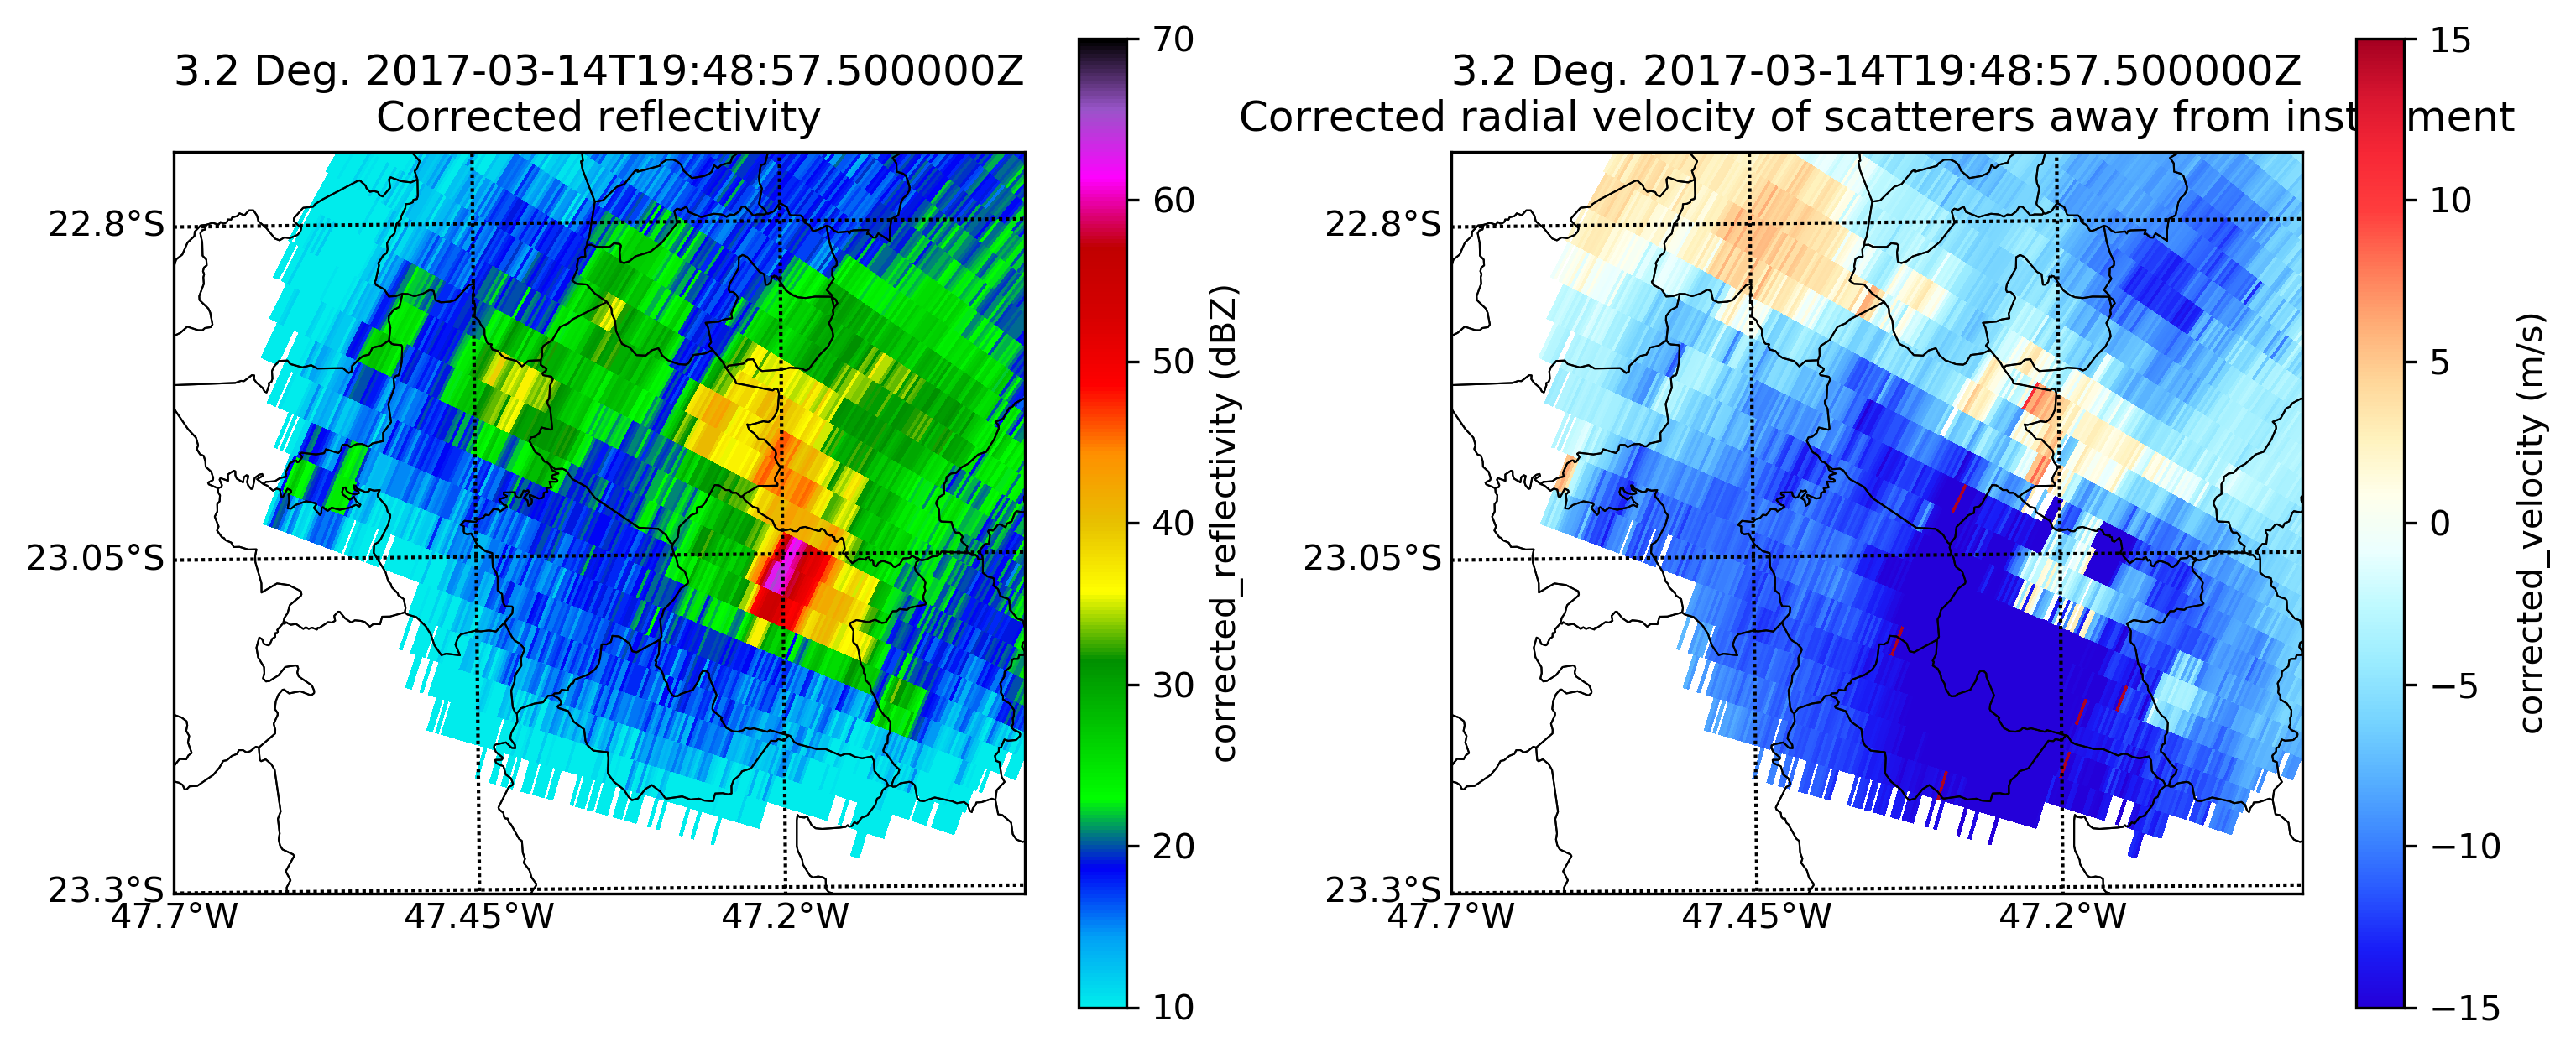 3.2 Deg. 2017-03-14T19:48:57.500000Z
Corrected reflectivity
22.8°S
23.05°S
23.3°S
47.7°W
47.45°W
47.2°W
70
60
50
40
30
20
10
corrected_reflectivity (dBZ)
3.2 Deg. 2017-03-14T19:48:57.500000Z
Corrected radial velocity of scatterers away from inst ment
22.8°S
23.05°S
23.3°S
47.7°W
47.45°W
47.2°W
15
10
5
0
−5
−10
−15
corrected_velocity (m/s)